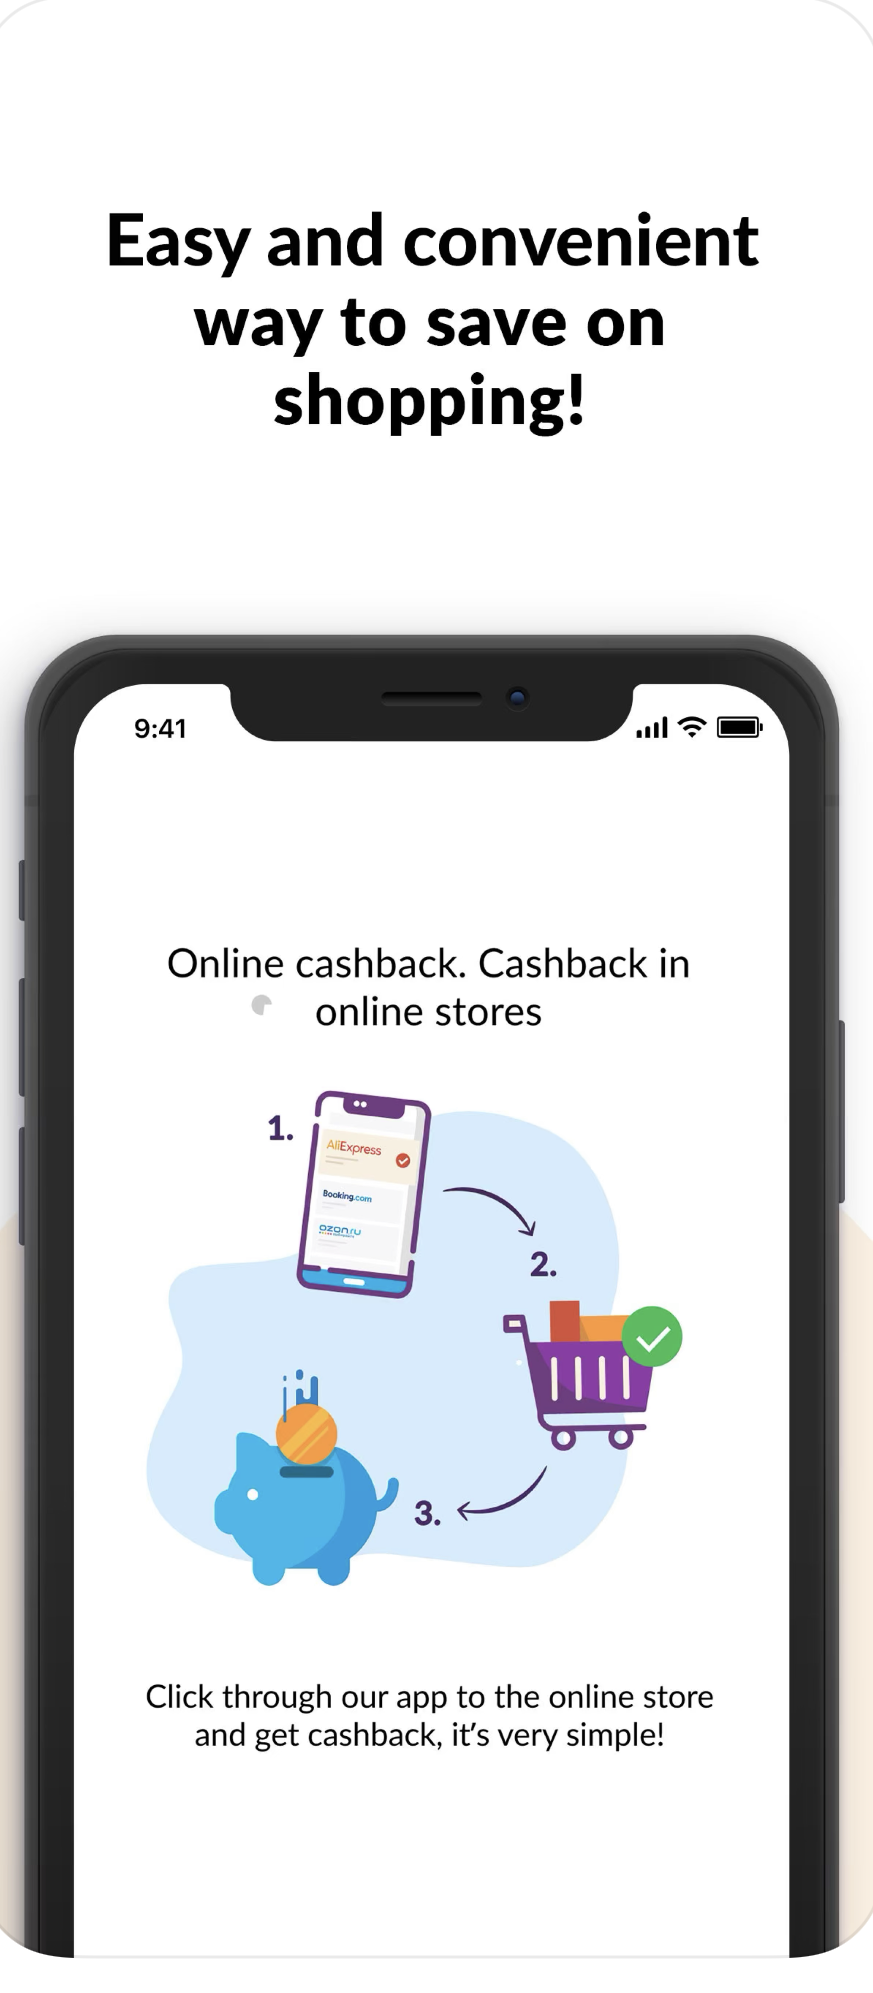 Easy and convenient
way to save on
shopping!
9:41
Online cashback. Cashback in
online stores
1.
AliExpress
Booking.com
ozon.ru
2.
3.
Click through our app to the online store
and get cashback, it's very simple!